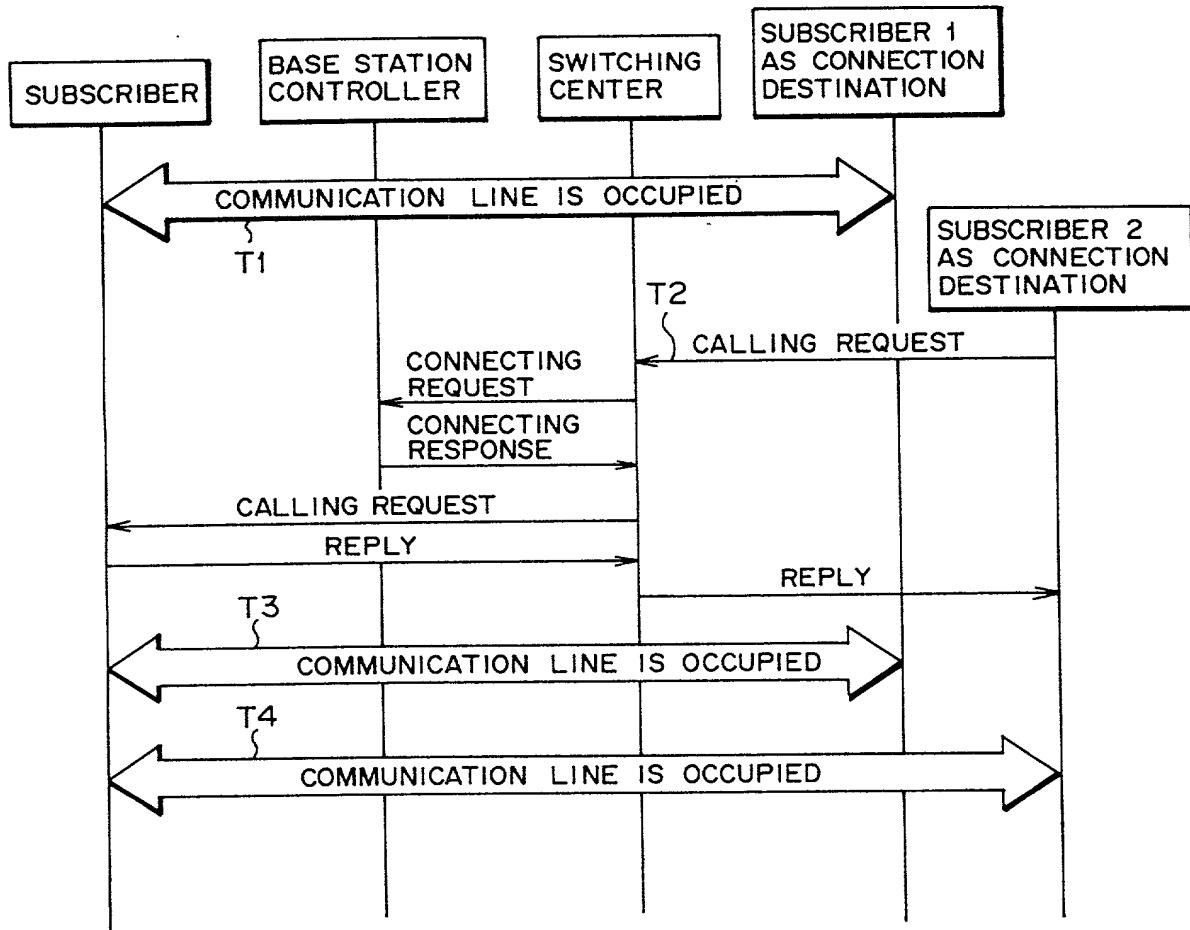 SUBSCRIBER
BASE STATION
CONTROLLER
SWITCHING
CENTER
SUBSCRIBER 1
AS CONNECTION
DESTINATION
COMMUNICATION LINE IS OCCUPIED
T1
SUBSCRIBER 2
AS CONNECTION
DESTINATION
T2
CALLING REQUEST
CONNECTING
REQUEST
CONNECTING
RESPONSE
CALLING REQUEST
REPLY
REPLY
T3
COMMUNICATION LINE IS OCCUPIED
T4
COMMUNICATION LINE IS OCCUPIED